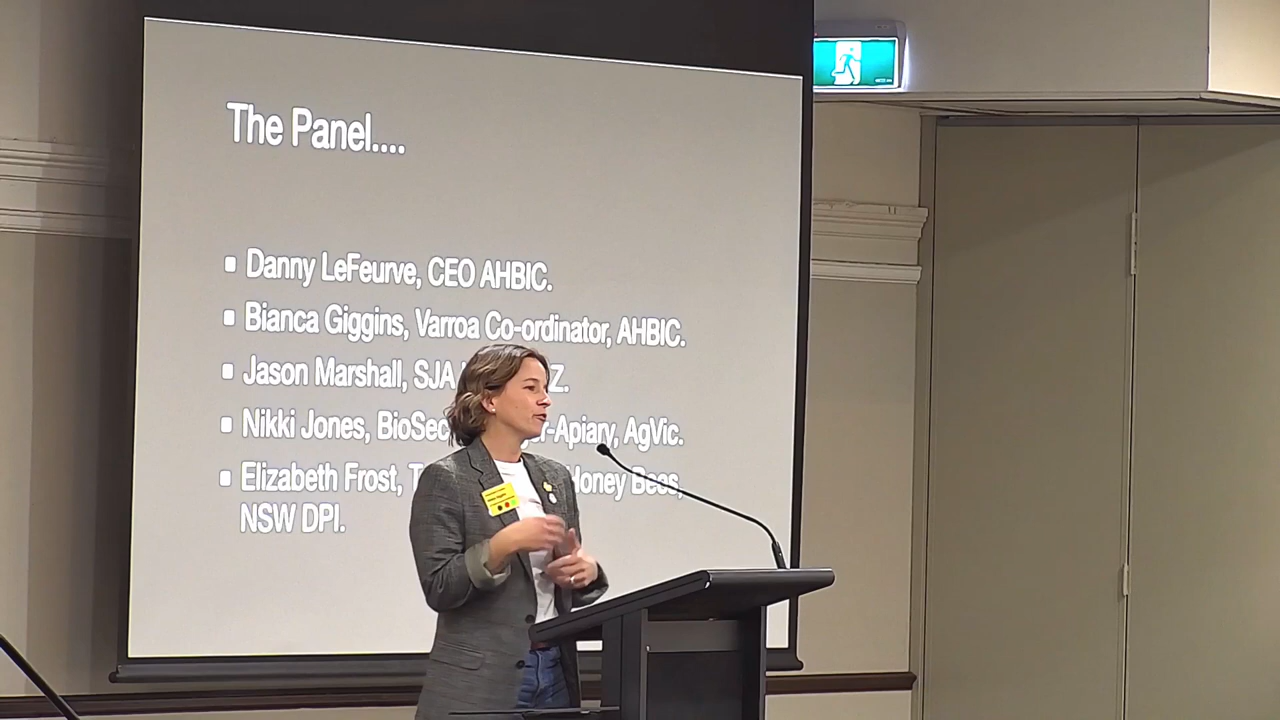 The Panel....
▪ Danny LeFeurve, CEO AHBIC.
▪ Bianca Giggins, Varroa Co-ordinator, AHBIC.
▪ Jason Marshall, SJA Z.
▪ Nikki Jones, BioSec -Apiary, AgVic.
▪ Elizabeth Frost, Honey Bees,
NSW DPI.